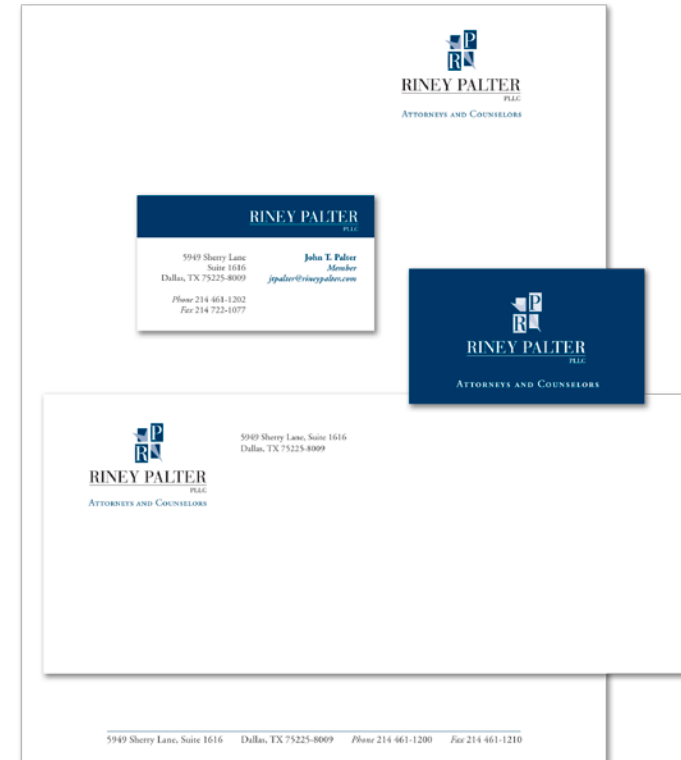 P
R
RINEY PALTER
PLLC
ATTORNEYS AND COUNSELORS
RINEY PALTER
PLLC
5949 Sherry Lane
Suite 1616
Dallas, TX 75225-8009
Phone 214 461-1202
Fax 214 722-1077
John T. Palter
Member
jtpalter@rineypalter.com
P
R
RINEY PALTER
PLLC
ATTORNEYS AND COUNSELORS
P
R
RINEY PALTER
PLLC
ATTORNEYS AND COUNSELORS
5949 Sherry Lane, Suite 1616
Dallas, TX 75225-8009
5949 Sherry Lane, Suite 1616 Dallas, TX 75225-8009 Phone 214 461-1200 Fax 214 461-1210